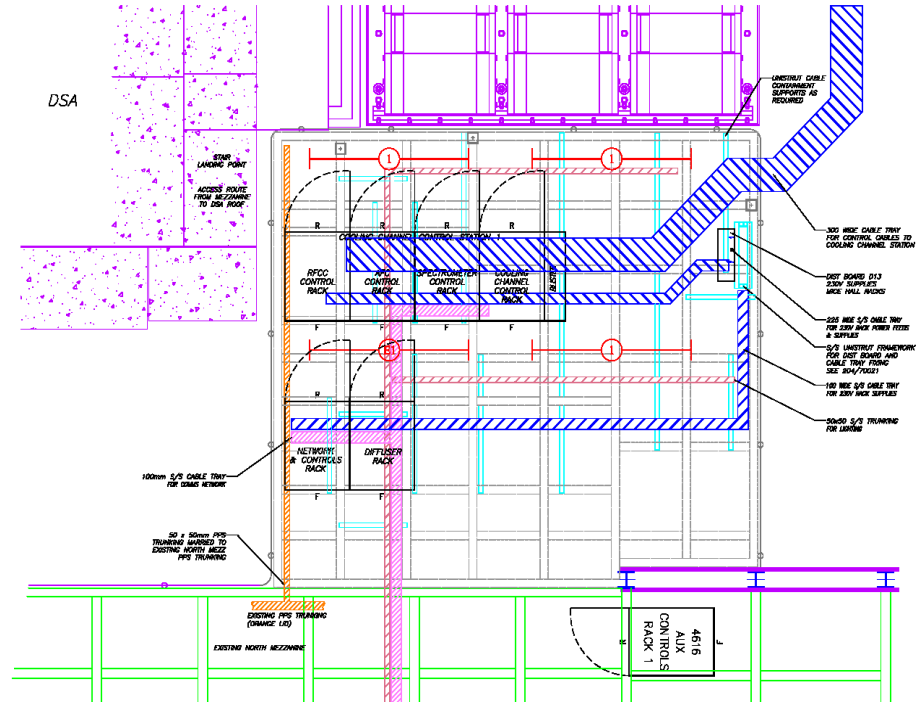 DSA
STAIR
LANDING POINT
ACCESS ROUTE
FROM MEZZANINE
TO DSA ROOF
UNISTRUT CABLE
CONTAINMENT
SUPPORTS AS
REQUIRED
1
1
R
R
R
R
COOLING CHANNEL CONTROL STATION 1
RFCC
CONTROL
RACK
AFC
CONTROL
RACK
SPECTROMETER
CONTROL
RACK
COOLING
CHANNEL
CONTROL
RACK
F
F
F
F
300 WIDE CABLE TRAY
FOR CONTROL CABLES TO
COOLING CHANNEL STATION
DIST BOARD D13
230V SUPPLIES
MICE HALL RACKS
225 WIDE S/S CABLE TRAY
FOR 230V RACK POWER FEEDS
& SUPPLIES
S/S UNISTRUT FRAMEWORK
FOR DIST BOARD AND
CABLE TRAY FIXING
100 WIDE S/S CABLE TRAY
FOR 230V RACK SUPPLIES
50x50 S/S TRUNKING
FOR LIGHTING
1
R
R
NETWORK
& CONTROLS
RACK
DIFFUSER
RACK
F
F
100mm S/S CABLE TRAY
FOR COMMS NETWORK
50 x 50mm PPS
TRUNKING MARRIED TO
EXISTING NORTH MEZZ
PPS TRUNKING
EXISTING PPS TRUNKING
(ORANGE LID)
EXISTING NORTH MEZZANINE
4616
AUX
CONTROLS
RACK 1